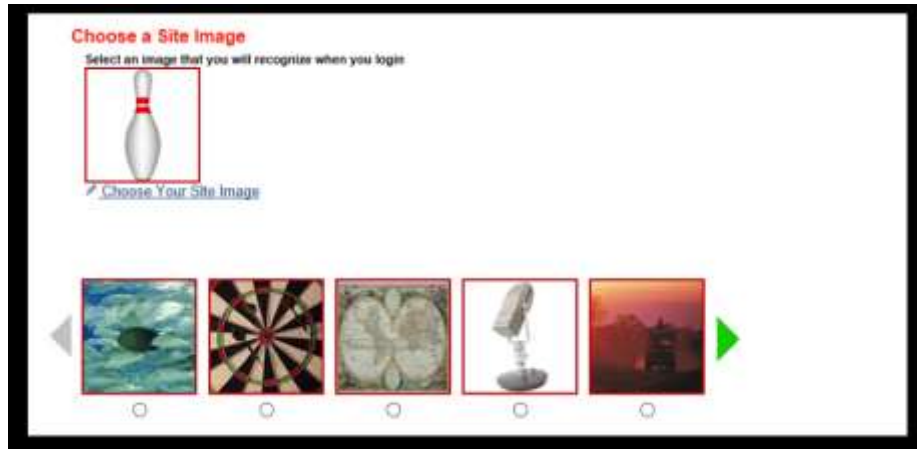 Choose a Site Image
Select an image that you will recognize when you login
Choose Your Site Image